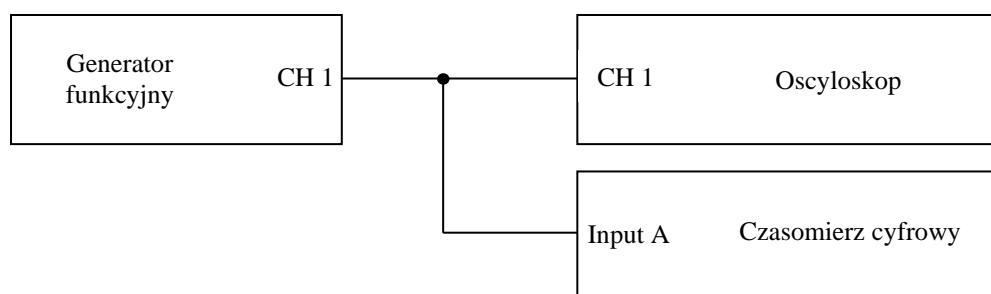 Generator
funkcyjny
CH 1
CH 1
Oscyloskop
Input A
Czasomierz cyfrowy